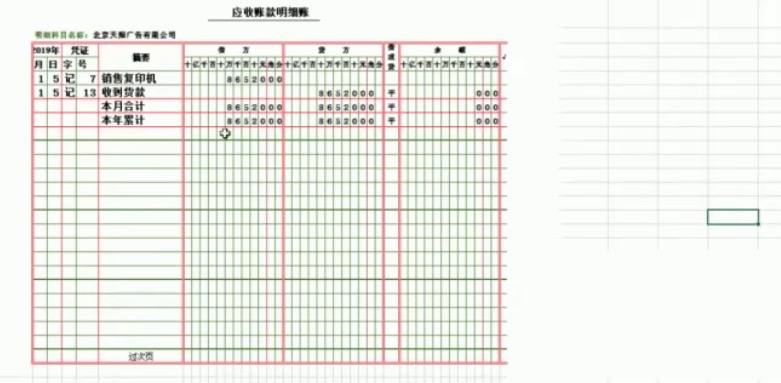 应收账款明细账
明细科目名称：北京天 广告有限公司
2019年 凭证 摘要 借 方 贷 方 借或贷 余 额
月 日 字 号 十亿千百十万千百十元角分 十亿千百十万千百十元角分 十亿千百十万千百十元角分
1 5 记 7 销售复印机 8652000
1 5 记 13 收到货款 8652000 平 000
本月合计 8652000 8652000 平 000
本年累计 8652000 8652000 平 000
过次页